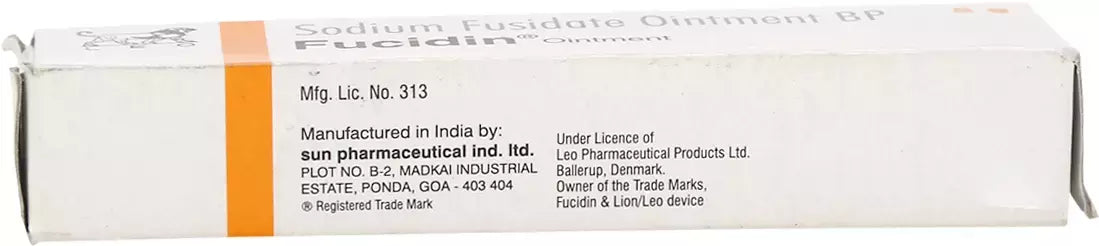 Sodium Fusidate Ointment BP
Fucidin® Ointment
Mfg. Lic. No. 313
Manufactured in India by:
sun pharmaceutical ind. ltd.
PLOT NO. B-2, MADKAI INDUSTRIAL
ESTATE, PONDA, GOA - 403 404
® Registered Trade Mark
Under Licence of
Leo Pharmaceutical Products Ltd.
Ballerup, Denmark.
Owner of the Trade Marks,
Fucidin & Lion/Leo device